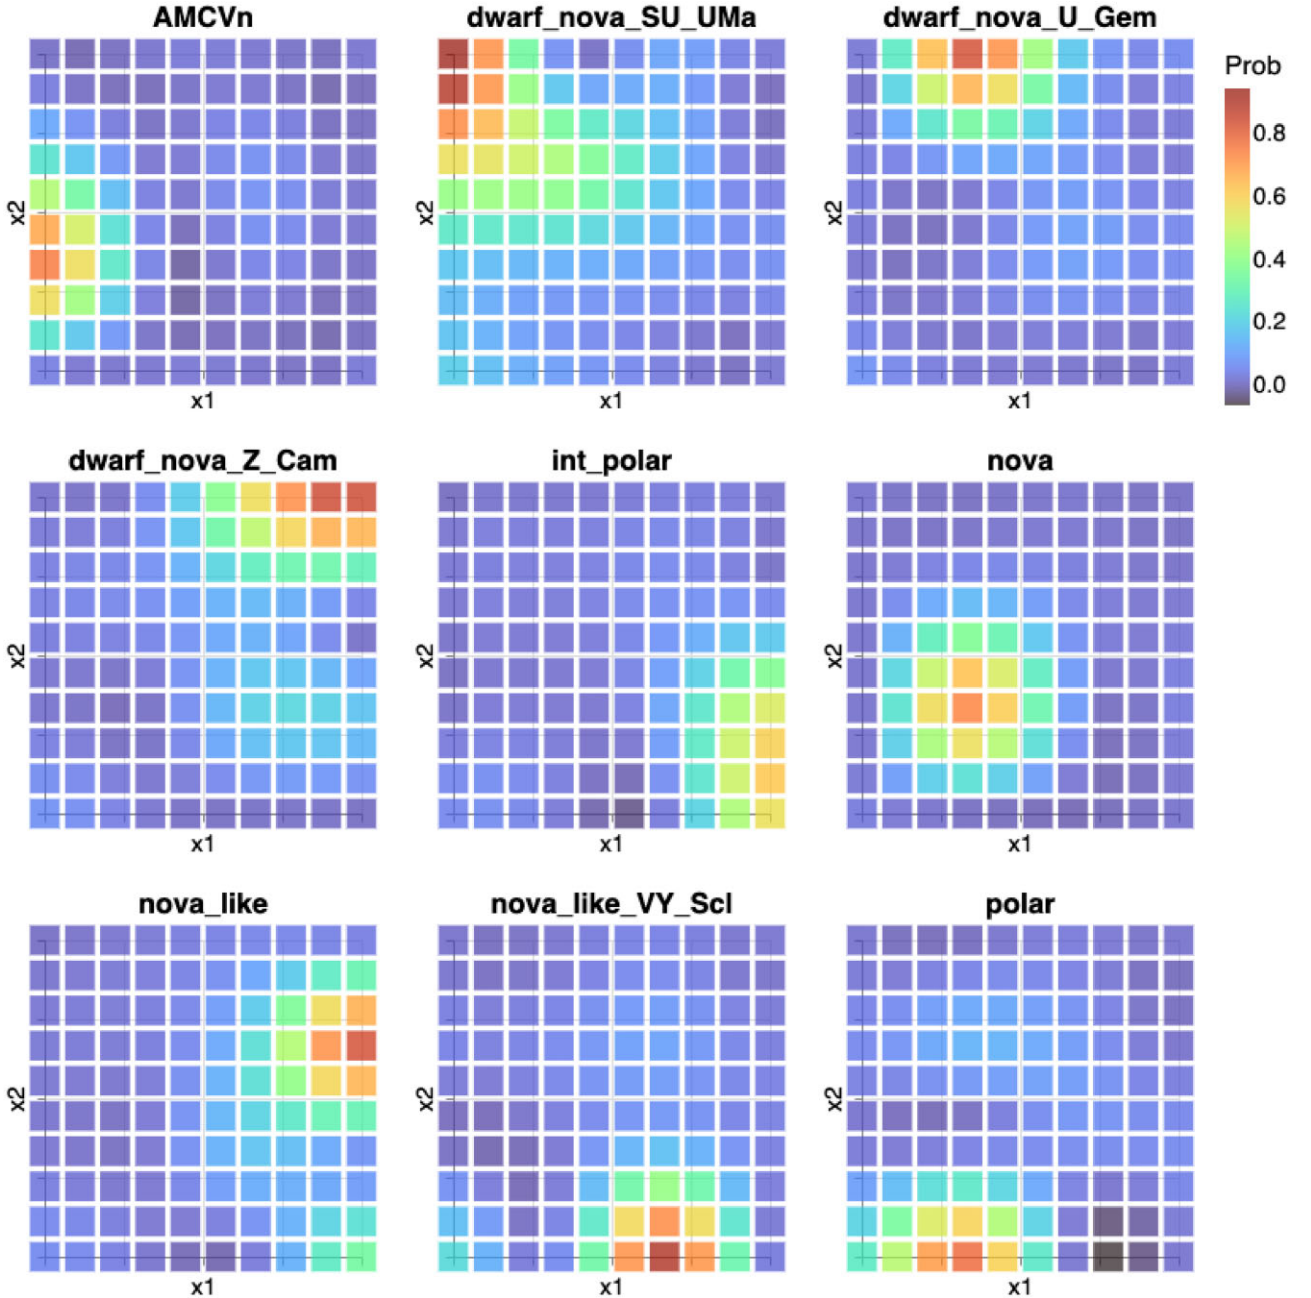 AMCVn
dwarf_nova_SU_UMa
dwarf_nova_U_Gem
Prob
0.8
0.6
0.4
0.2
0.0
x2
x2
x2
x1
x1
x1
dwarf_nova_Z_Cam
int_polar
nova
x2
x2
x2
x1
x1
x1
nova_like
nova_like_VY_Scl
polar
x2
x2
x2
x1
x1
x1